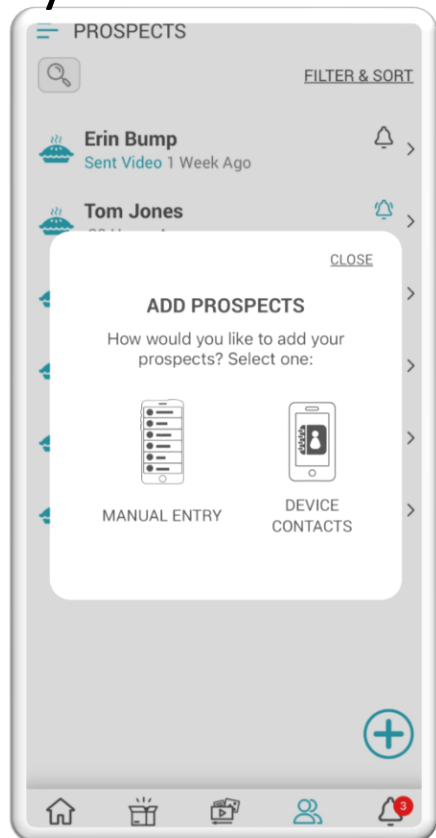 PROSPECTS
FILTER & SORT
Erin Bump
Sent Video 1 Week Ago
Tom Jones
CLOSE
ADD PROSPECTS
How would you like to add your
prospects? Select one:
MANUAL ENTRY
DEVICE
CONTACTS
3